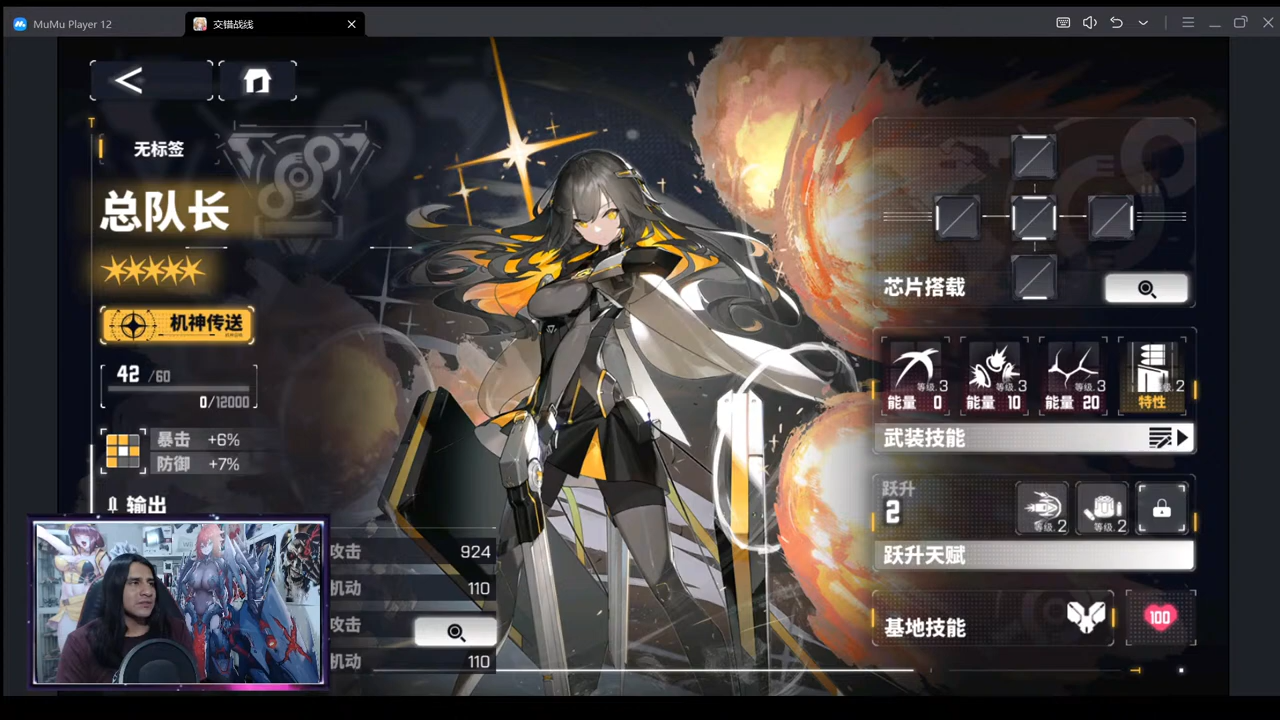 MuMu Player 12
交错战线
无标签
总队长
机神传送
42 /60
0/12000
暴击 +6%
防御 +7%
输出
攻击 924
机动 110
攻击
机动 110
芯片搭载
等级.3 等级.3 等级.3 级.2
能量 0 能量 10 能量 20 特性
武装技能
跃升
2
等级.2 等级.2
跃升天赋
基地技能
100